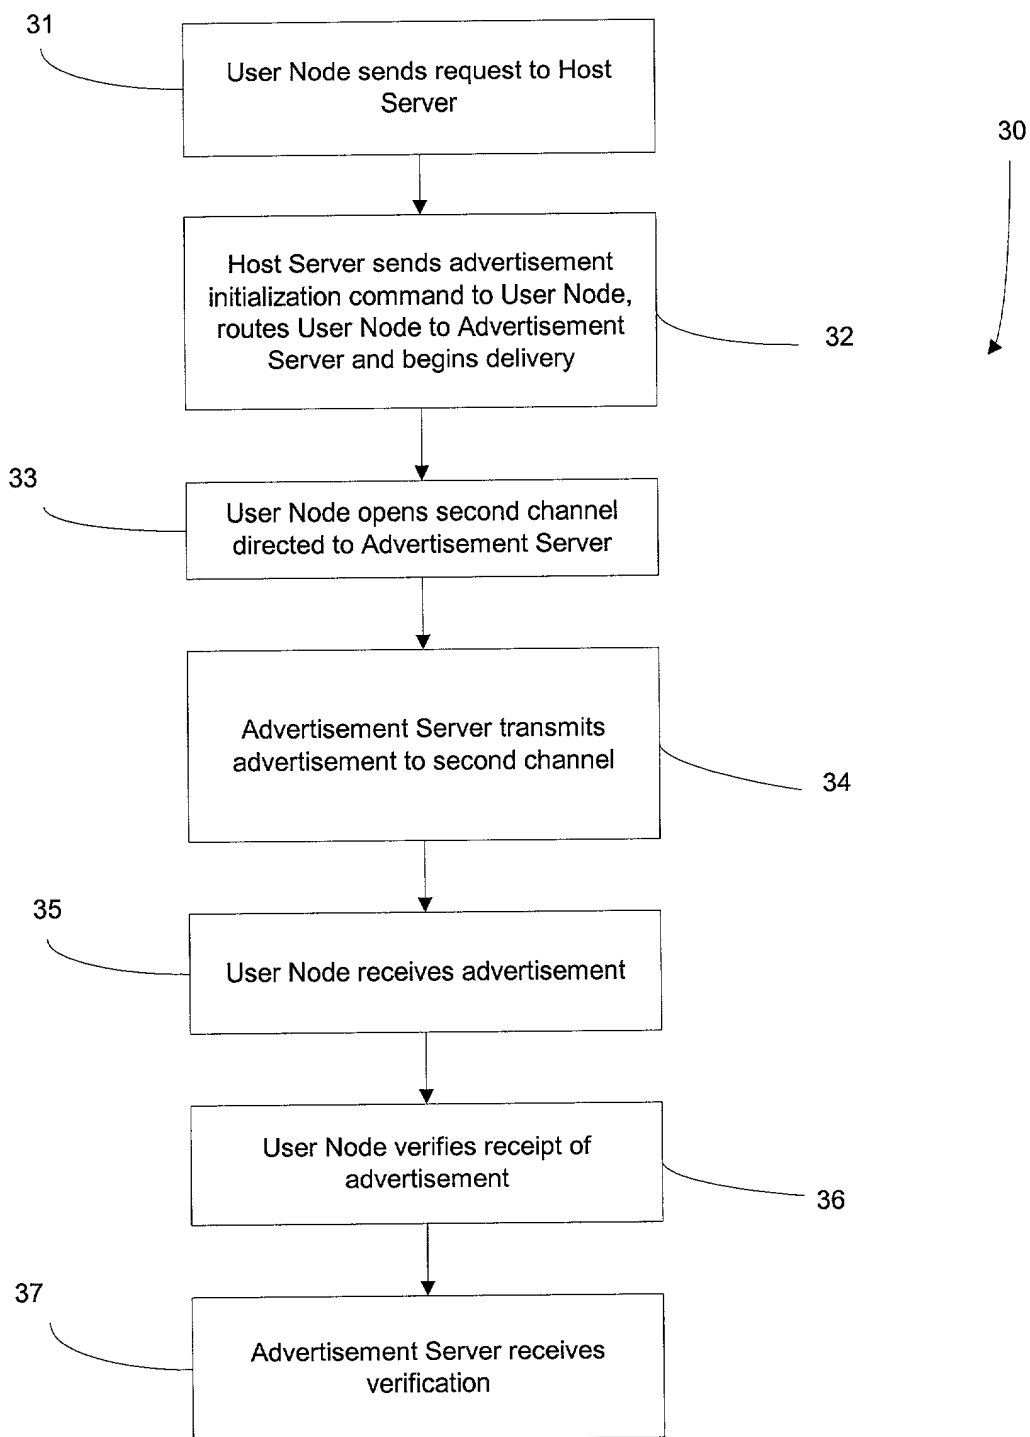 31
User Node sends request to Host
Server
30
Host Server sends advertisement
initialization command to User Node,
routes User Node to Advertisement
Server and begins delivery
32
33
User Node opens second channel
directed to Advertisement Server
Advertisement Server transmits
advertisement to second channel
34
35
User Node receives advertisement
User Node verifies receipt of
advertisement
36
37
Advertisement Server receives
verification